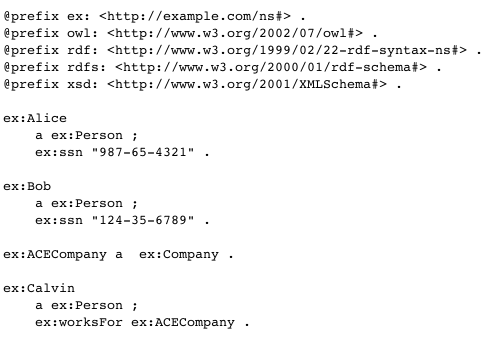 @prefix ex: <http://example.com/ns#> .
@prefix owl: <http://www.w3.org/2002/07/owl#> .
@prefix rdf: <http://www.w3.org/1999/02/22-rdf-syntax-ns#> .
@prefix rdfs: <http://www.w3.org/2000/01/rdf-schema#> .
@prefix xsd: <http://www.w3.org/2001/XMLSchema#> .

ex:Alice
    a ex:Person ;
    ex:ssn "987-65-4321" .

ex:Bob
    a ex:Person ;
    ex:ssn "124-35-6789" .

ex:ACECompany a  ex:Company .

ex:Calvin
    a ex:Person ;
    ex:worksFor ex:ACECompany .